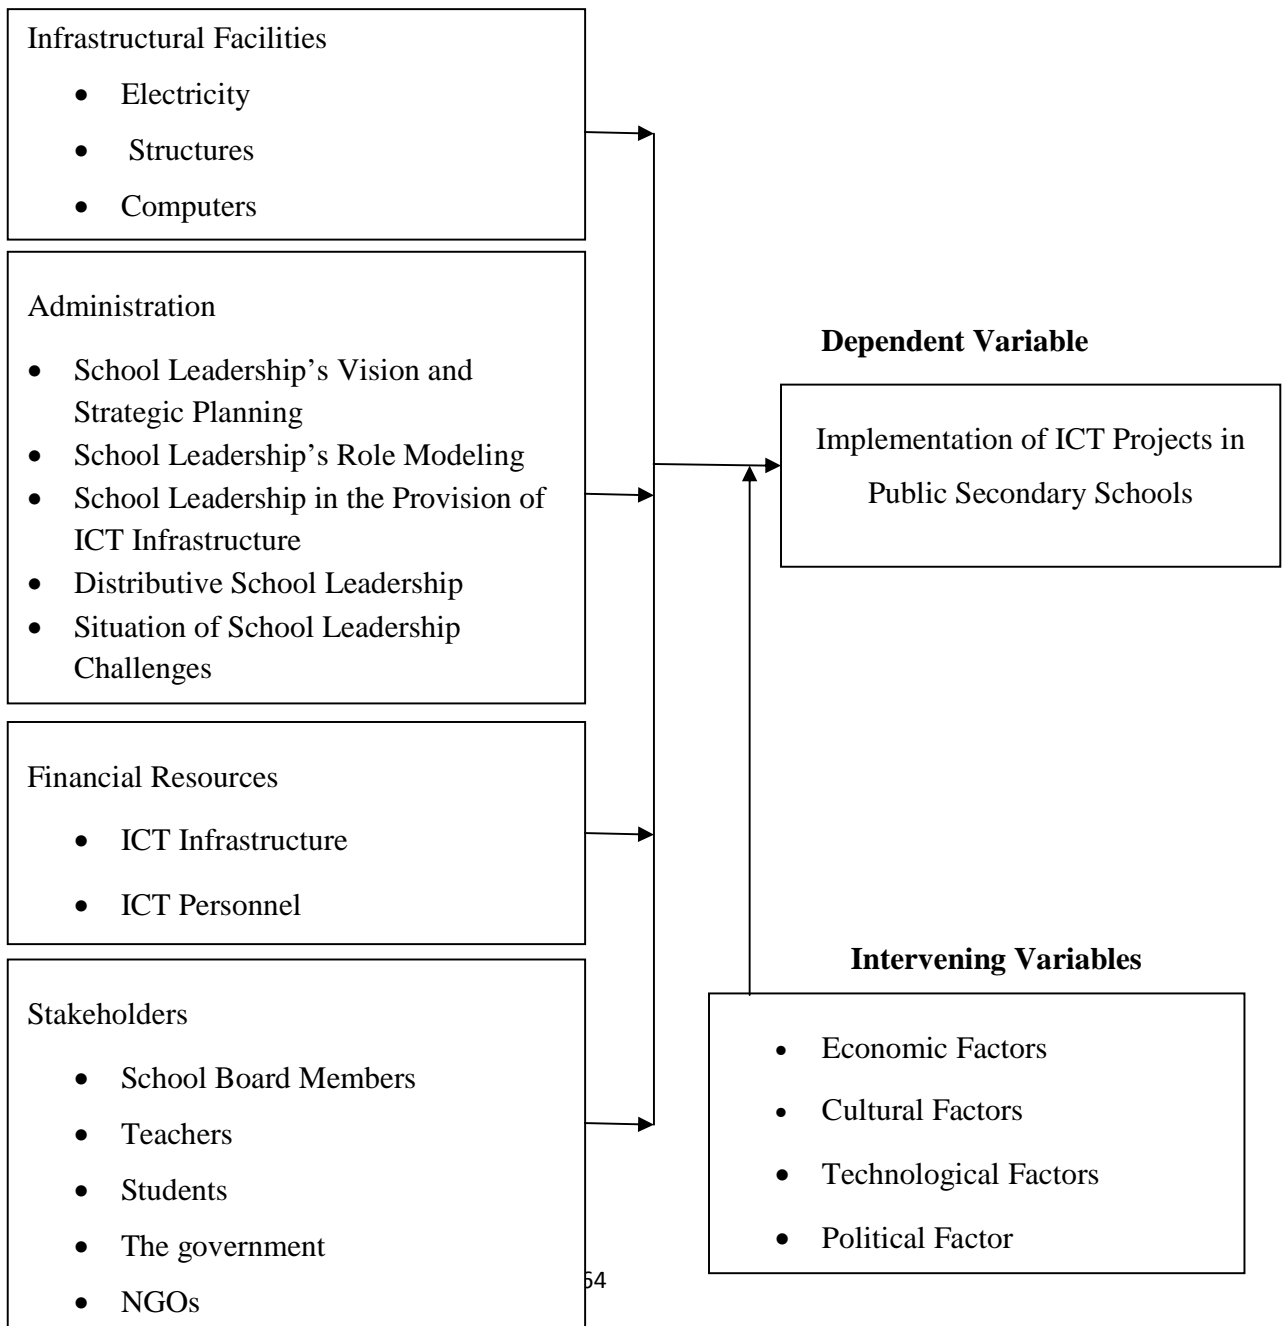 Infrastructural Facilities
• Electricity
• Structures
• Computers
Administration
• School Leadership’s Vision and
Strategic Planning
• School Leadership’s Role Modeling
• School Leadership in the Provision of
ICT Infrastructure
• Distributive School Leadership
• Situation of School Leadership
Challenges
Financial Resources
• ICT Infrastructure
• ICT Personnel
Stakeholders
• School Board Members
• Teachers
• Students
• The government
• NGOs
Dependent Variable
Implementation of ICT Projects in
Public Secondary Schools
Intervening Variables
• Economic Factors
• Cultural Factors
• Technological Factors
• Political Factor
64